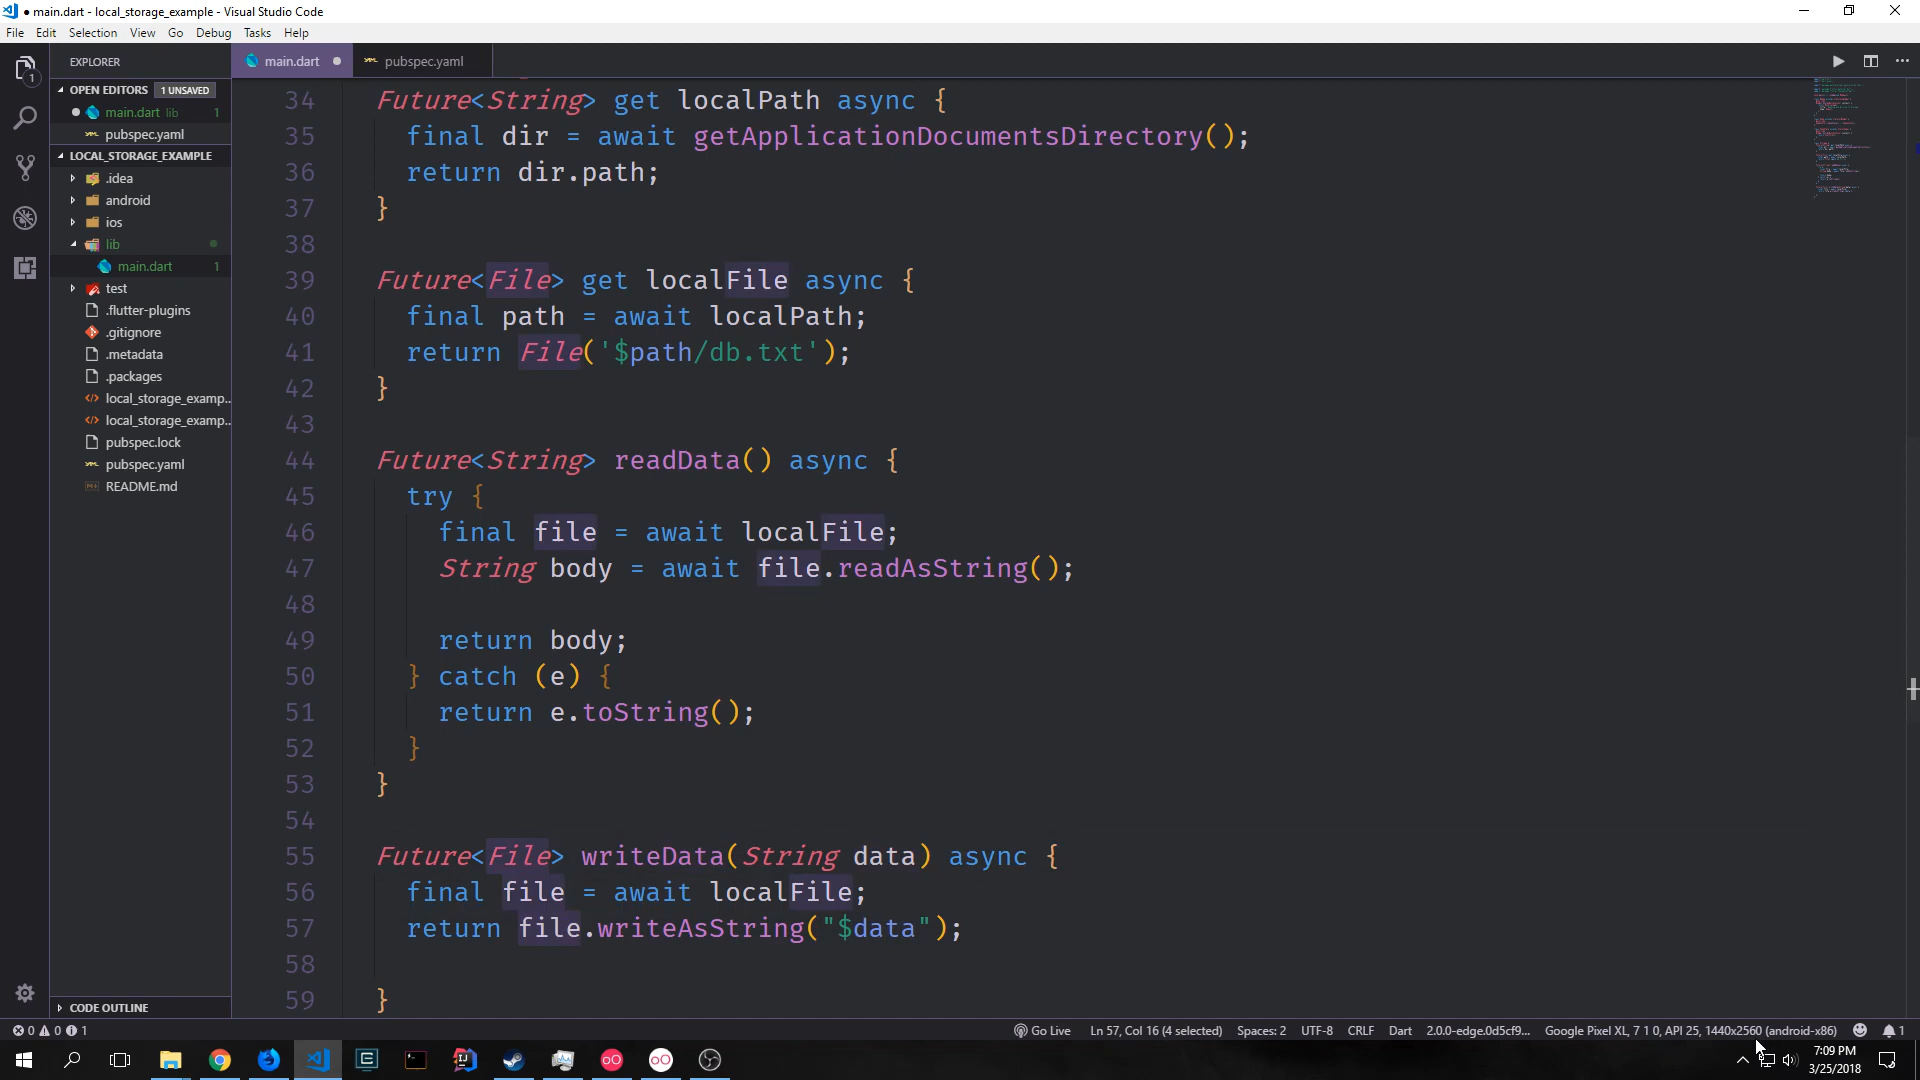 ● main.dart - local_storage_example - Visual Studio Code
File Edit Selection View Go Debug Tasks Help
EXPLORER
OPEN EDITORS 1 UNSAVED
● main.dart lib 1
pubspec.yaml
LOCAL_STORAGE_EXAMPLE
.idea
android
ios
lib
main.dart 1
test
.flutter-plugins
.gitignore
.metadata
.packages
local_storage_examp..
local_storage_examp..
pubspec.lock
pubspec.yaml
README.md
CODE OUTLINE
1
main.dart ●
pubspec.yaml
34 Future<String> get localPath async {
35 final dir = await getApplicationDocumentsDirectory();
36 return dir.path;
37 }
38
39 Future<File> get localFile async {
40 final path = await localPath;
41 return File('$path/db.txt');
42 }
43
44 Future<String> readData() async {
45 try {
46 final file = await localFile;
47 String body = await file.readAsString();
48
49 return body;
50 } catch (e) {
51 return e.toString();
52 }
53 }
54
55 Future<File> writeData(String data) async {
56 final file = await localFile;
57 return file.writeAsString("$data");
58
59 }
0 0 1
Go Live Ln 57, Col 16 (4 selected) Spaces: 2 UTF-8 CRLF Dart 2.0.0-edge.0d5cf9... Google Pixel XL, 7 1 0, API 25, 1440x2560 (android-x86) 1
7:09 PM
3/25/2018